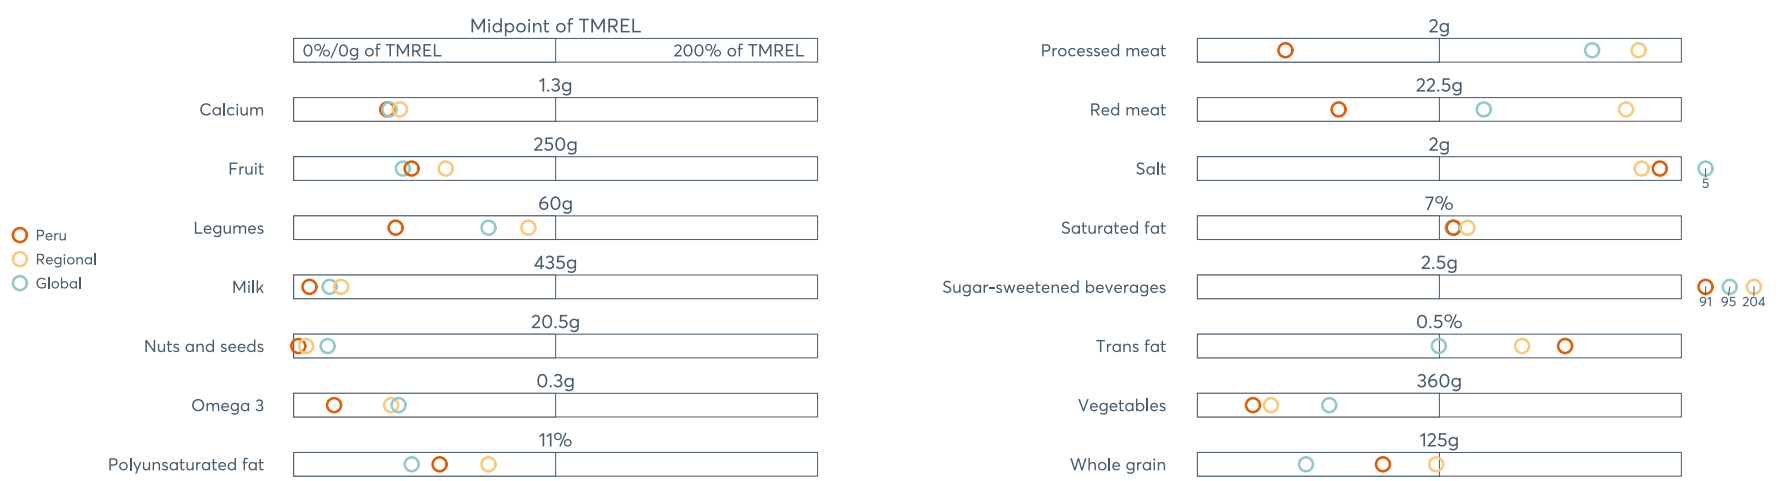 Midpoint of TMREL
0%/0g of TMREL 200% of TMREL
1.3g
Calcium
250g
Fruit
60g
Legumes
435g
Milk
20.5g
Nuts and seeds
0.3g
Omega 3
11%
Polyunsaturated fat
Peru
Regional
Global
2g
Processed meat
22.5g
Red meat
2g
Salt
5
7%
Saturated fat
2.5g
Sugar-sweetened beverages
91 95 204
0.5%
Trans fat
360g
Vegetables
125g
Whole grain